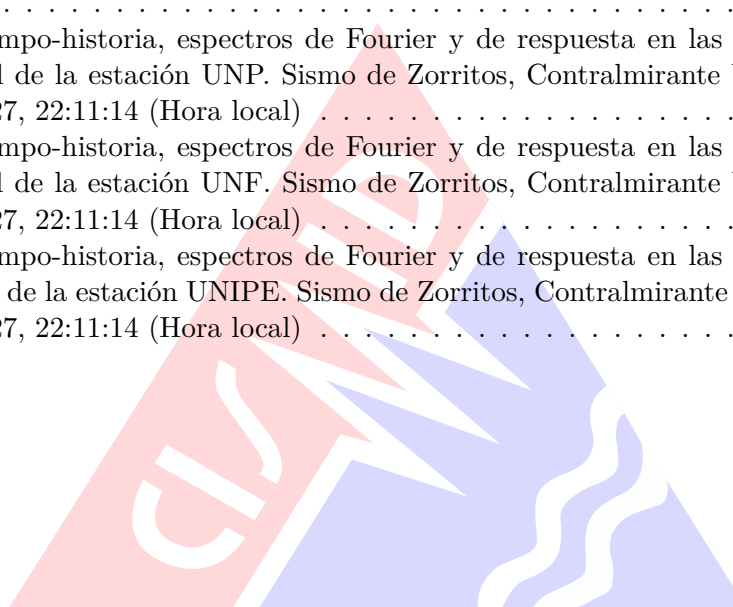 . . . . . . . . . . . . . . . . . . . . . . . . . . . . . . . . . . . . . . . .
mpo-historia, espectros de Fourier y de respuesta en las
l de la estación UNP. Sismo de Zorritos, Contralmirante
27, 22:11:14 (Hora local) . . . . . . . . . . . . . . . . . . . . . . .
mpo-historia, espectros de Fourier y de respuesta en las
l de la estación UNF. Sismo de Zorritos, Contralmirante
27, 22:11:14 (Hora local) . . . . . . . . . . . . . . . . . . . . . . .
mpo-historia, espectros de Fourier y de respuesta en las
de la estación UNIPE. Sismo de Zorritos, Contralmirante
27, 22:11:14 (Hora local) . . . . . . . . . . . . . . . . . . . . . . .
CISMID